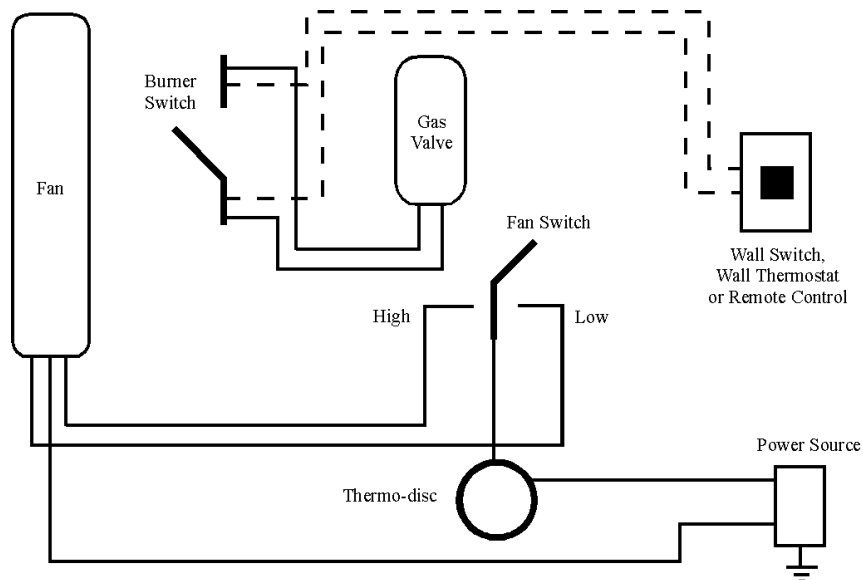 Burner
Switch
Gas
Valve
Fan
Fan Switch
Wall Switch,
Wall Thermostat
or Remote Control
High
Low
Power Source
Thermo-disc